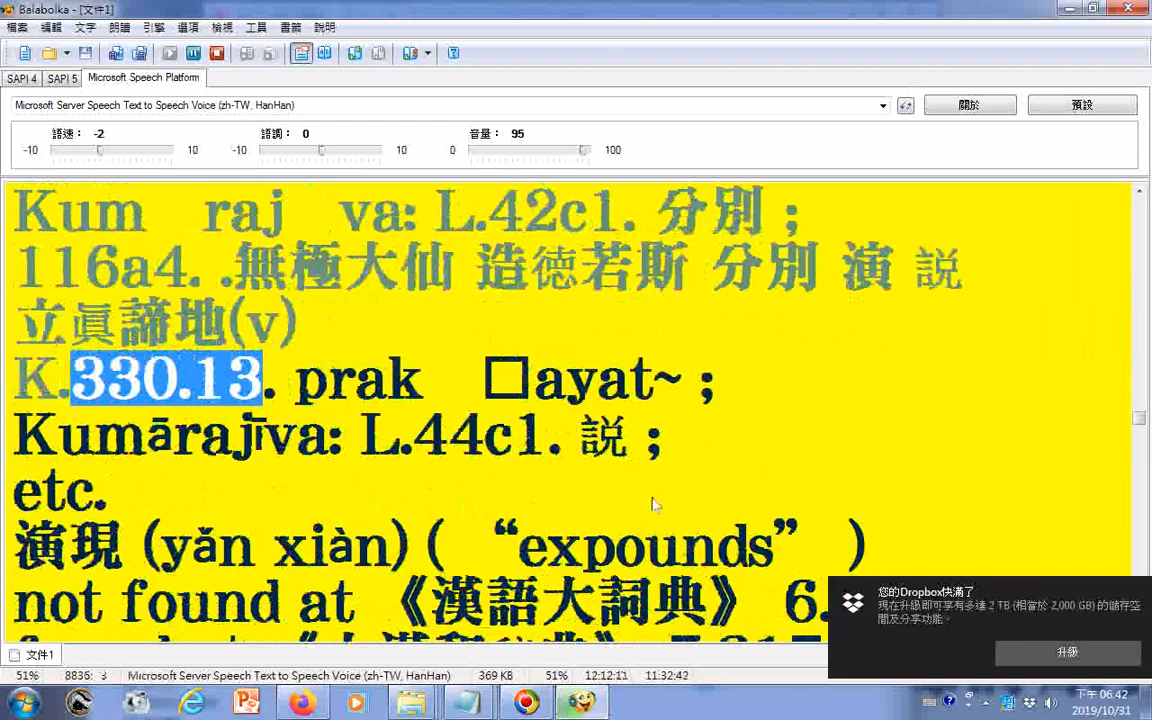 Balabolka - [文件1]
檔案 編輯 文字 朗讀 引擎 選項 檢視 工具 書籤 說明
SAPI 4 SAPI 5 Microsoft Speech Platform
Microsoft Server Speech Text to Speech Voice (zh-TW, HanHan) 關於 預設
語速： -2 語調： 0 音量： 95
-10 10 -10 10 0 100
Kum raj va: L.42c1. 分別；
116a4. .無極大仙 造德若斯 分別 演 説
立眞諦地(v)
K.330.13. prak □ayat~；
Kumārajīva: L.44c1. 説；
etc.
演現 (yǎn xiàn) ( “expounds” )
not found at 《漢語大詞典》 6.
您的Dropbox快滿了
現在升級即可享有多達 2 TB (相當於 2,000 GB) 的儲存空
間及分享功能。
升級
文件1
51% 8836: 3 Microsoft Server Speech Text to Speech Voice (zh-TW, HanHan) 369 KB 51% 12:12:11 11:32:42
下午 06:42
2019/10/31